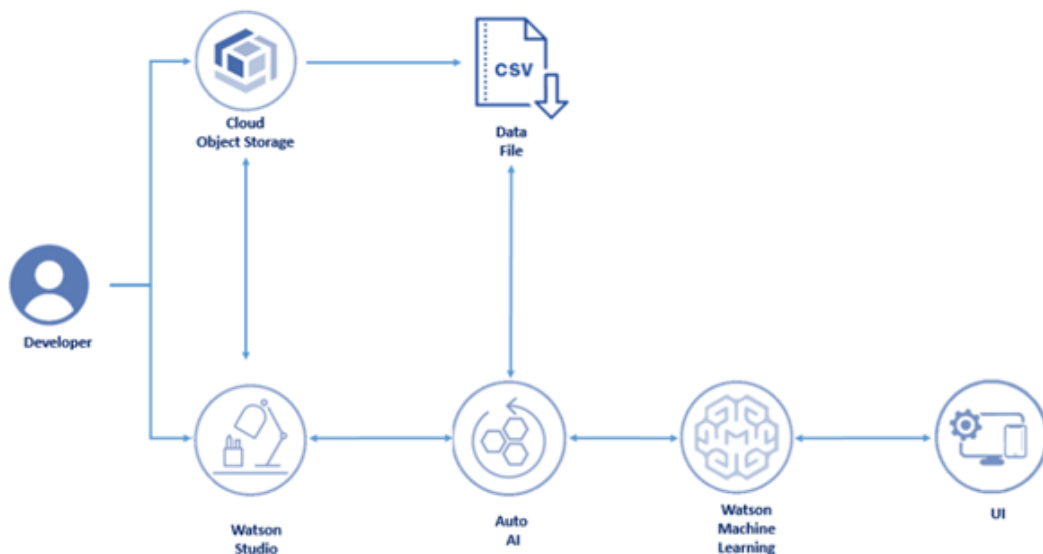 CSV
Cloud
Object Storage
Data
File
Developer
Watson
Studio
Auto
AI
M
Watson
Machine
Learning
UI